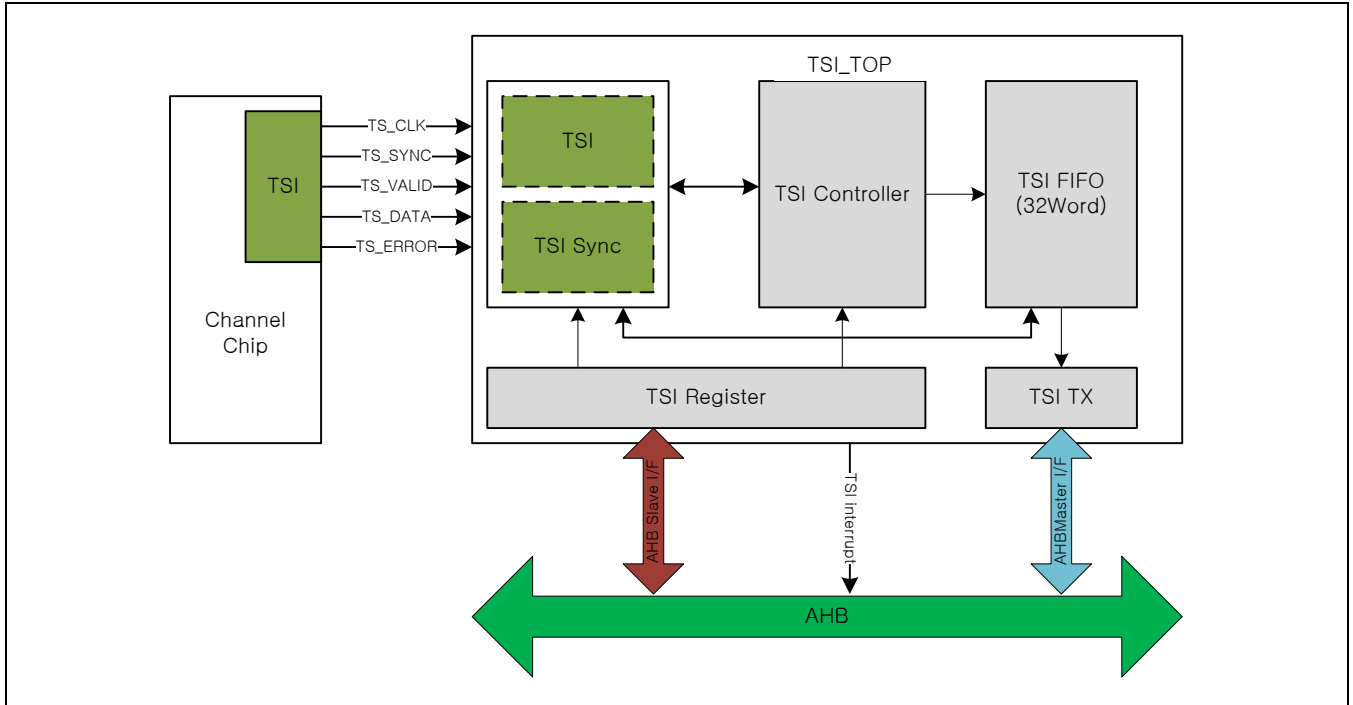 TSI_TOP
TSI
TS_CLK
TS_SYNC
TS_VALID
TS_DATA
TS_ERROR
Channel
Chip
TSI
TSI Sync
TSI Controller
TSI FIFO
(32Word)
TSI Register
TSI TX
AHB Slave I/F
TSI interrupt
AHBMaster I/F
AHB